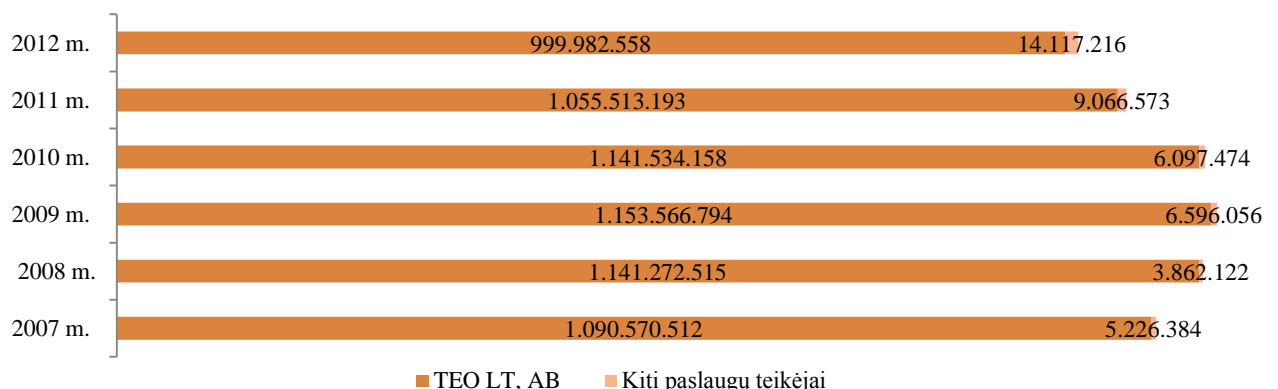 2012 m. 999.982.558 14.117.216
2011 m. 1.055.513.193 9.066.573
2010 m. 1.141.534.158 6.097.474
2009 m. 1.153.566.794 6.596.056
2008 m. 1.141.272.515 3.862.122
2007 m. 1.090.570.512 5.226.384
TEO LT, AB Kiti paslaugų teikėjai